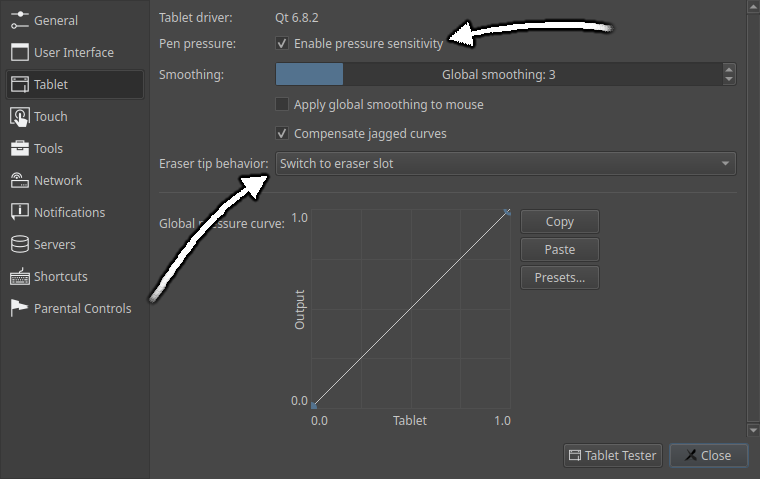 General
User Interface
Tablet
Touch
Tools
Network
Notifications
Servers
Shortcuts
Parental Controls
Tablet driver: Qt 6.8.2
Pen pressure: Enable pressure sensitivity
Smoothing: Global smoothing: 3
Apply global smoothing to mouse
Compensate jagged curves
Eraser tip behavior: Switch to eraser slot
Global pressure curve:
1.0
Output
0.0
0.0 Tablet 1.0
Copy
Paste
Presets...
Tablet Tester
Close